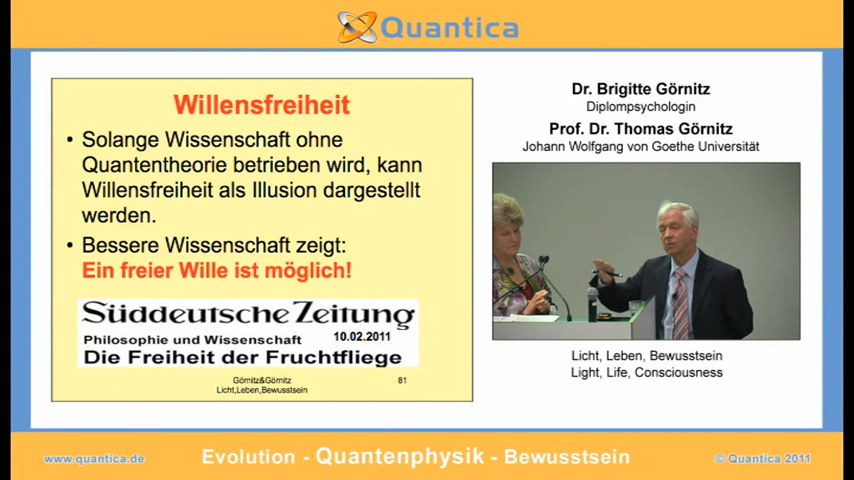 Quantica
Willensfreiheit
• Solange Wissenschaft ohne
Quantentheorie betrieben wird, kann
Willensfreiheit als Illusion dargestellt
werden.
• Bessere Wissenschaft zeigt:
Ein freier Wille ist möglich!
Süddeutsche Zeitung
Philosophie und Wissenschaft 10.02.2011
Die Freiheit der Fruchtfliege
Görnitz&Görnitz 81
Licht,Leben,Bewusstsein
Dr. Brigitte Görnitz
Diplompsychologin
Prof. Dr. Thomas Görnitz
Johann Wolfgang von Goethe Universität
Licht, Leben, Bewusstsein
Light, Life, Consciousness
www.quantica.de Evolution - Quantenphysik - Bewusstsein © Quantica 2011